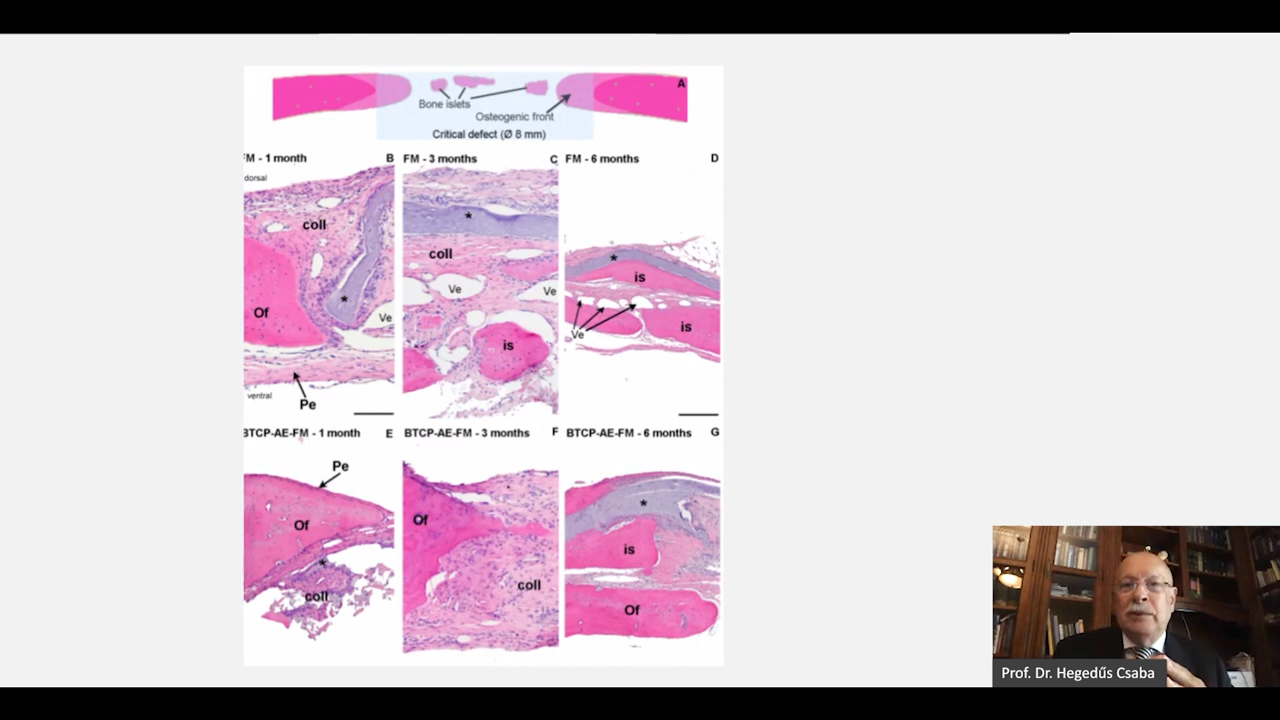 A
Bone islets
Osteogenic front
Critical defect (Ø 8 mm)
FM - 1 month B
dorsal
coll
*
Of
Ve
ventral
Pe
FM - 3 months C
*
coll
Ve
Ve
is
FM - 6 months D
*
is
Ve
is
BTCP-AE-FM - 1 month E
Pe
Of
*
coll
BTCP-AE-FM - 3 months F
Of
coll
BTCP-AE-FM - 6 months G
*
is
Of
Prof. Dr. Hegedűs Csaba